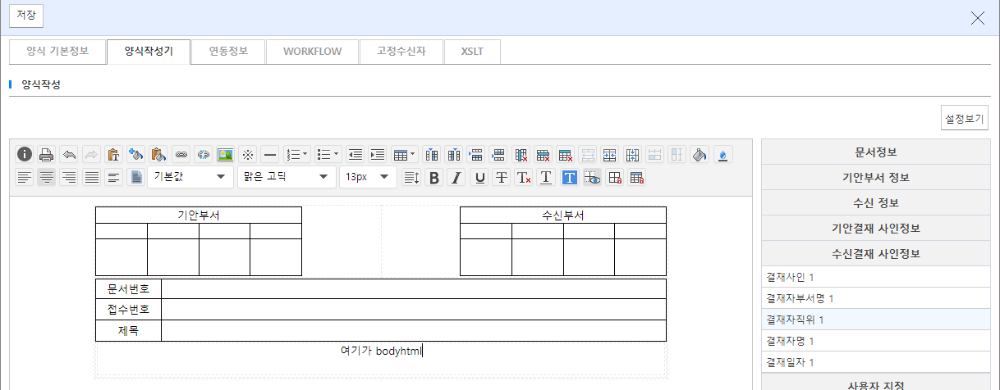 저장
양식 기본정보 양식작성기 연동정보 WORKFLOW 고정수신자 XSLT
양식작성
설정보기
기본값 맑은 고딕 13px
기안부서 수신부서
문서번호
접수번호
제목
여기가 bodyhtml
문서정보
기안부서 정보
수신 정보
기안결재 사인정보
수신결재 사인정보
결재사인 1
결재자부서명 1
결재자직위 1
결재자명 1
결재일자 1
사용자 지정